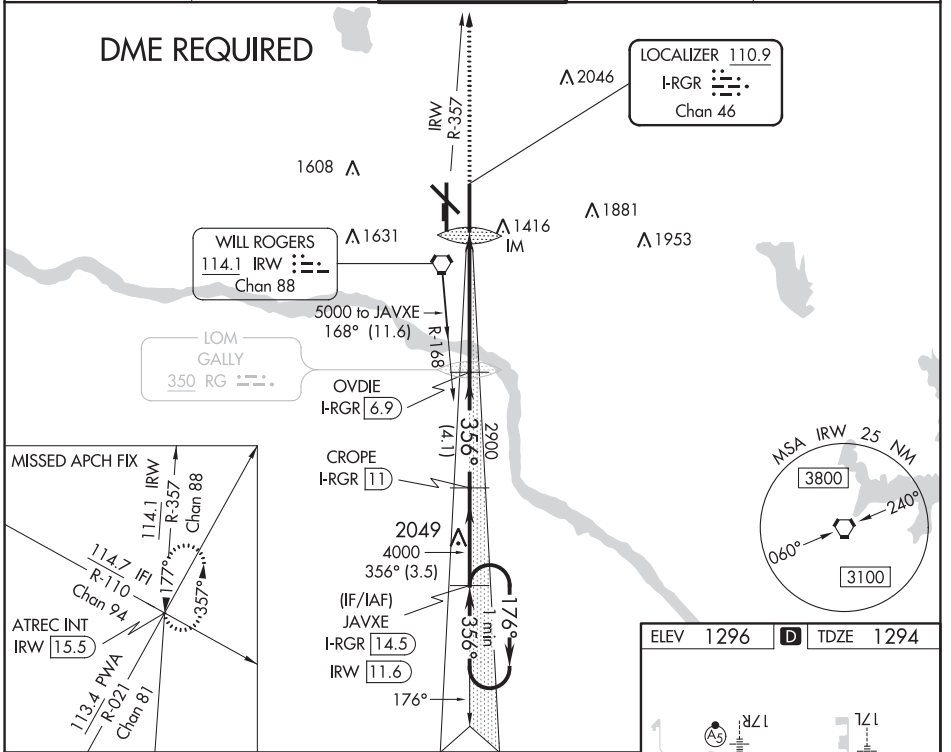 DME REQUIRED
LOCALIZER 110.9
I-RGR
Chan 46
2046
IRW
R-357
1608
1631
1416
IM
1881
1953
WILL ROGERS
114.1 IRW
Chan 88
5000 to JAVXE
168° (11.6)
R-168
LOM
GALLY
350 RG
OVDIE
I-RGR 6.9
356°
(4.1)
2900
CROPE
I-RGR 11
2049
4000
356° (3.5)
(IF/IAF)
JAVXE
I-RGR 14.5
IRW 11.6
176°
356°
1 min
176°
MISSED APCH FIX
114.1 IRW
R-357
Chan 88
114.7 IFI
R-110
Chan 94
177°
357°
ATREC INT
IRW 15.5
113.4 PWA
R-021
Chan 81
MSA IRW 25 NM
3800
240°
060°
3100
ELEV 1296 D TDZE 1294
A5
17R
17L